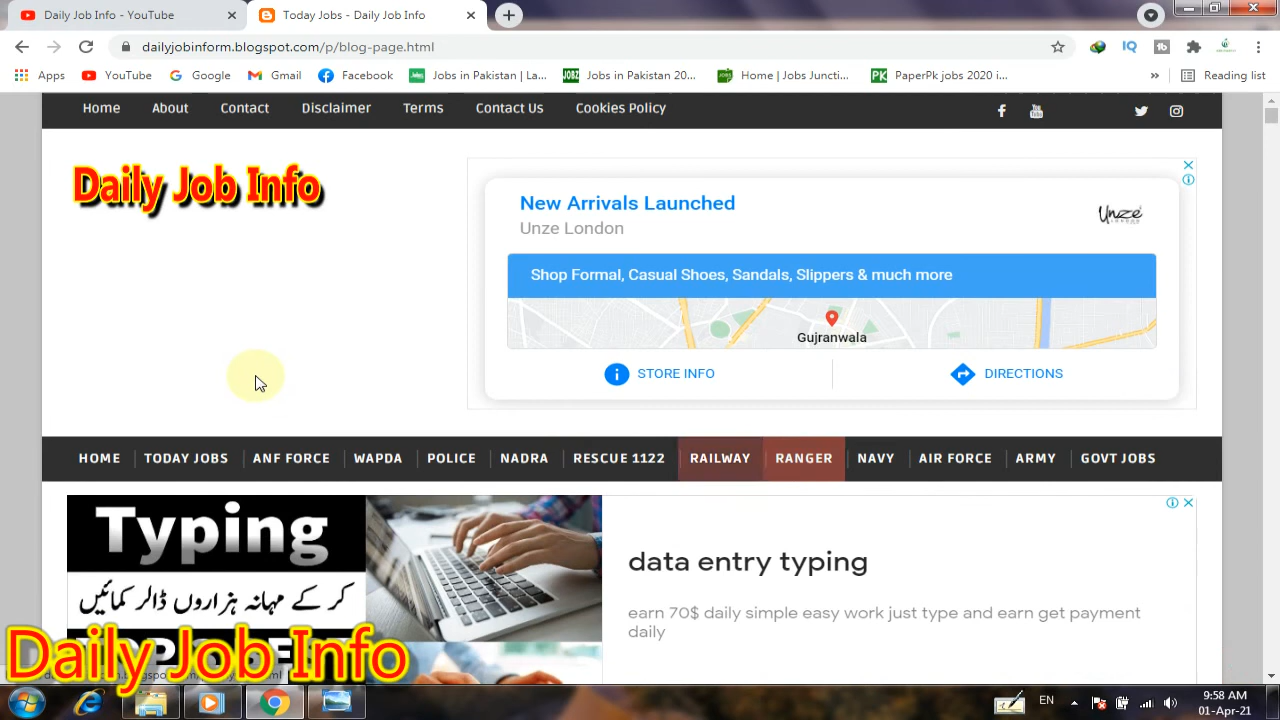 Daily Job Info - YouTube
Today Jobs - Daily Job Info
dailyjobinform.blogspot.com/p/blog-page.html
Apps YouTube Google Gmail Facebook Jobs in Pakistan | La... Jobs in Pakistan 20... Home | Jobs Juncti... PaperPk jobs 2020 i... » Reading list
Home About Contact Disclaimer Terms Contact Us Cookies Policy
Daily Job Info
New Arrivals Launched
Unze London
Unze
Shop Formal, Casual Shoes, Sandals, Slippers & much more
Gujranwala
STORE INFO DIRECTIONS
HOME TODAY JOBS ANF FORCE WAPDA POLICE NADRA RESCUE 1122 RAILWAY RANGER NAVY AIR FORCE ARMY GOVT JOBS
Typing
کر کے ماہانہ ہزاروں ڈالر کمائیں
data entry typing
earn 70$ daily simple easy work just type and earn get payment
daily
Daily Job Info
EN
9:58 AM
01-Apr-21